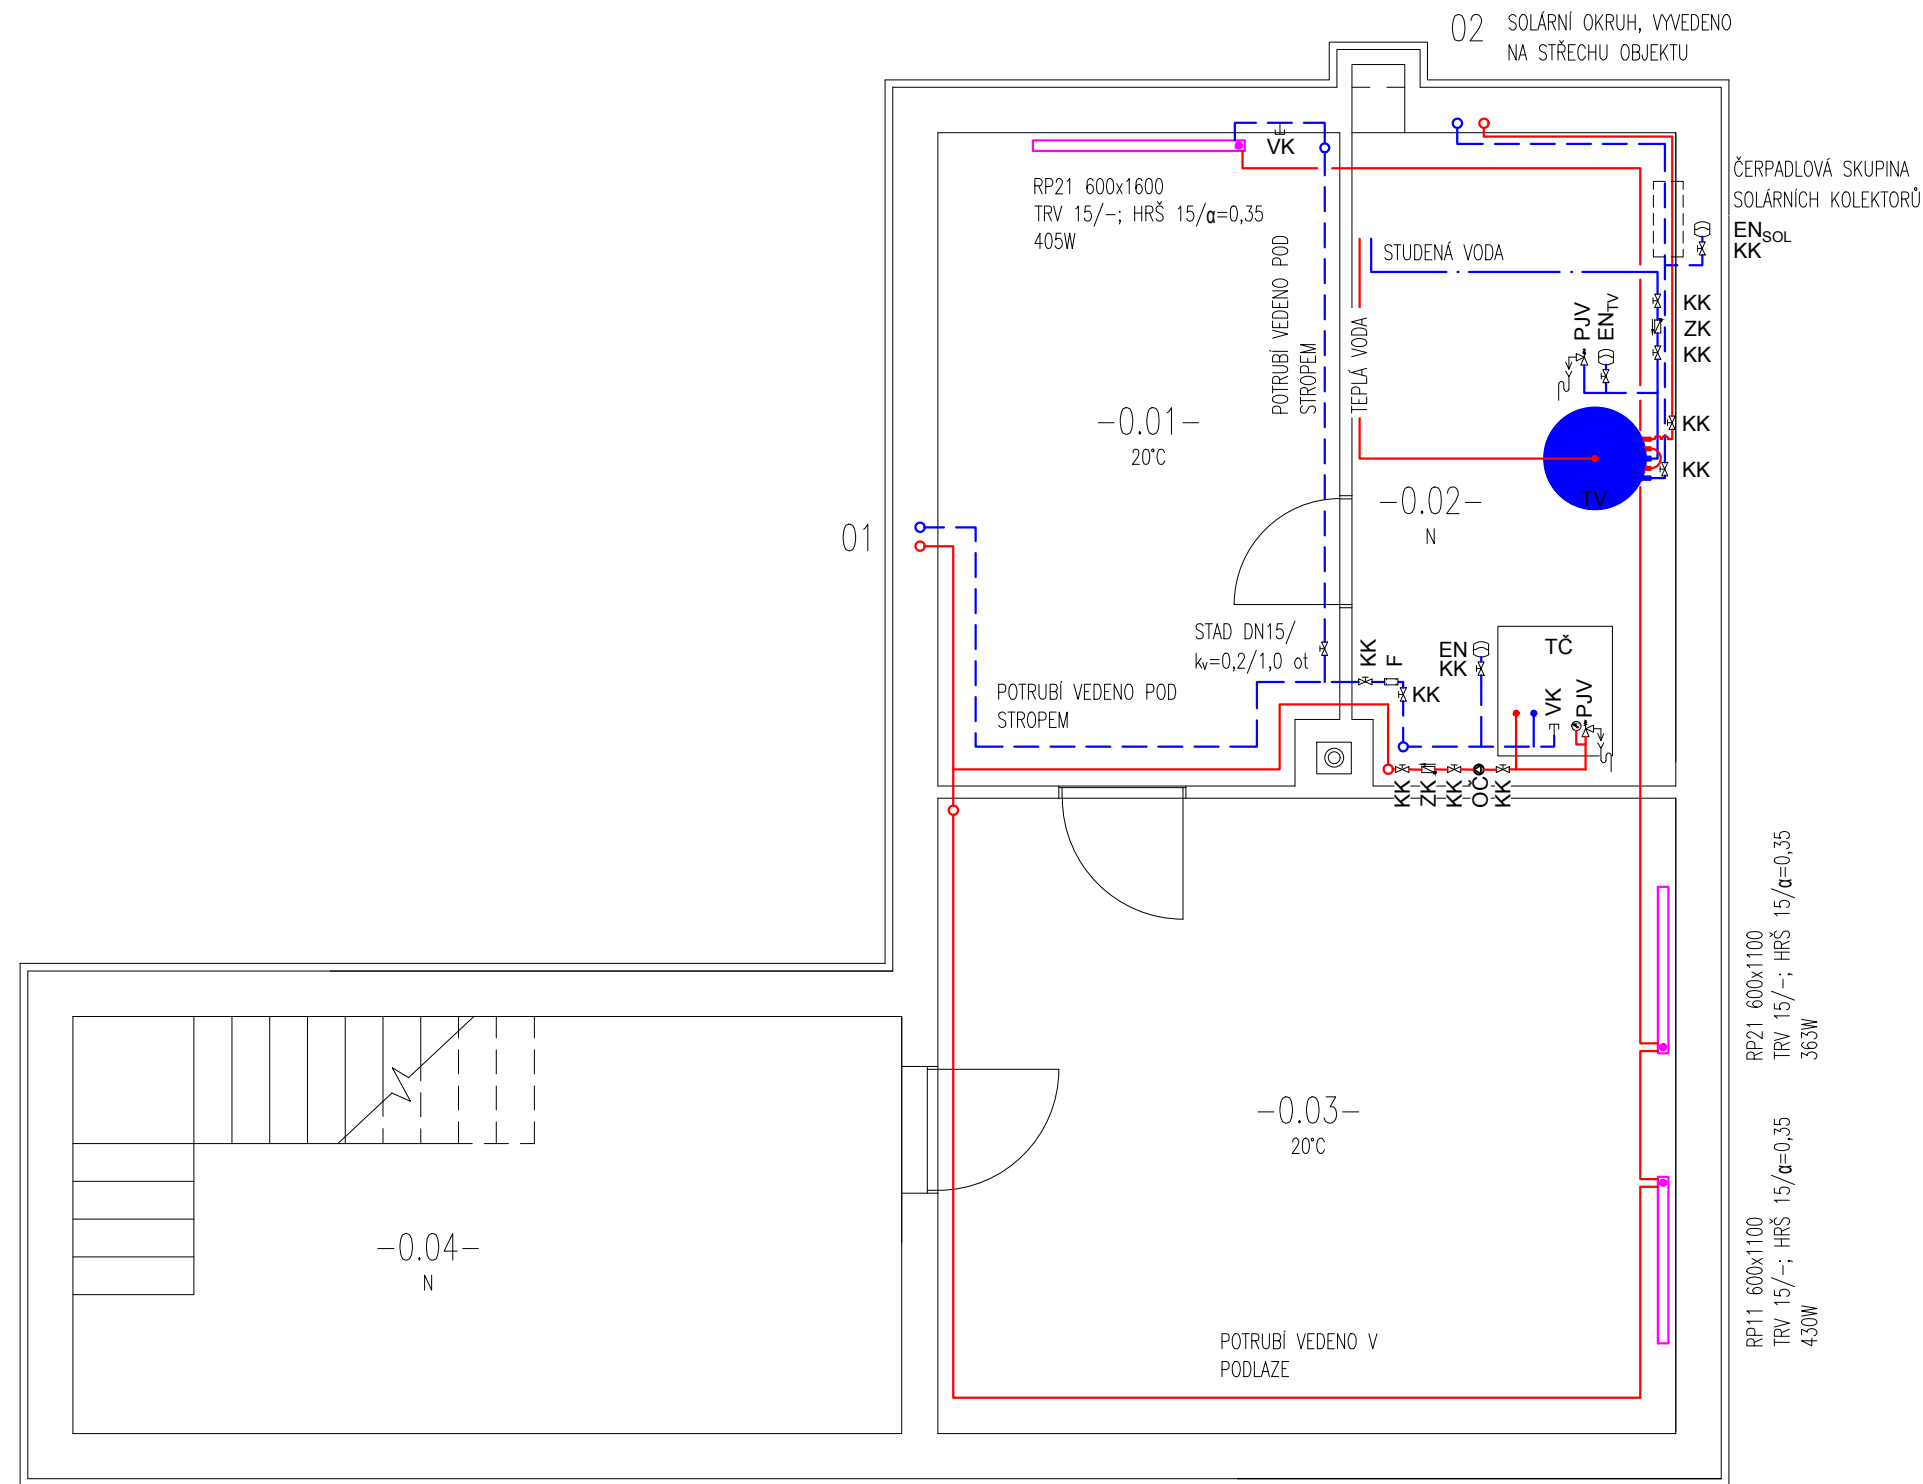 02
SOLÁRNÍ OKRUH, VYVEDENO
NA STŘECHU OBJEKTU
VK
RP21 600x1600
TRV 15/-; HRŠ 15/α=0,35
405W
ČERPADLOVÁ SKUPINA
SOLÁRNÍCH KOLEKTORŮ
ENSOL
KK
POTRUBÍ VEDENO POD
STROPEM
STUDENÁ VODA
TEPLÁ VODA
PJV
ENTV
KK
ZK
KK
KK
KK
TV
-0.01-
20°C
-0.02-
N
01
STAD DN15/
kv=0,2/1,0 ot
KK
F
KK
EN
KK
TČ
VK
PJV
POTRUBÍ VEDENO POD
STROPEM
KK
ZK
KK
OČ
KK
RP21 600x1100
TRV 15/-; HRŠ 15/α=0,35
363W
-0.03-
20°C
RP11 600x1100
TRV 15/-; HRŠ 15/α=0,35
430W
-0.04-
N
POTRUBÍ VEDENO V
PODLAZE